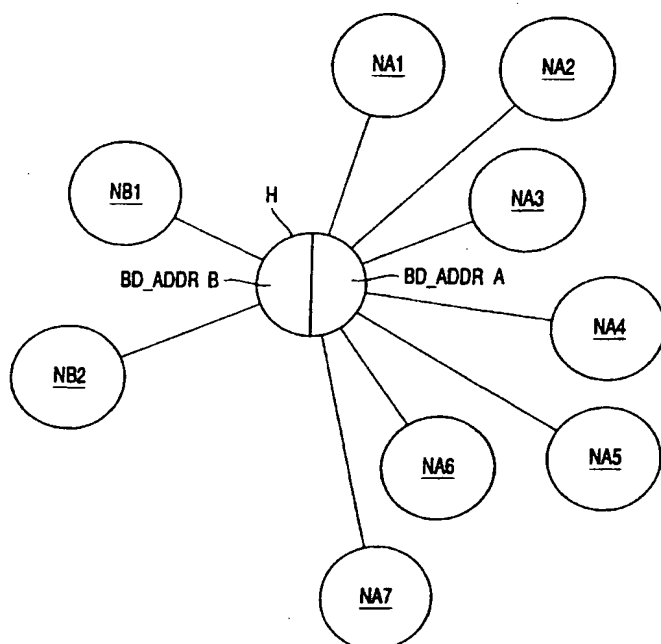 NA1
NA2
NB1
H
NA3
BD_ADDR B
BD_ADDR A
NA4
NB2
NA6
NA5
NA7